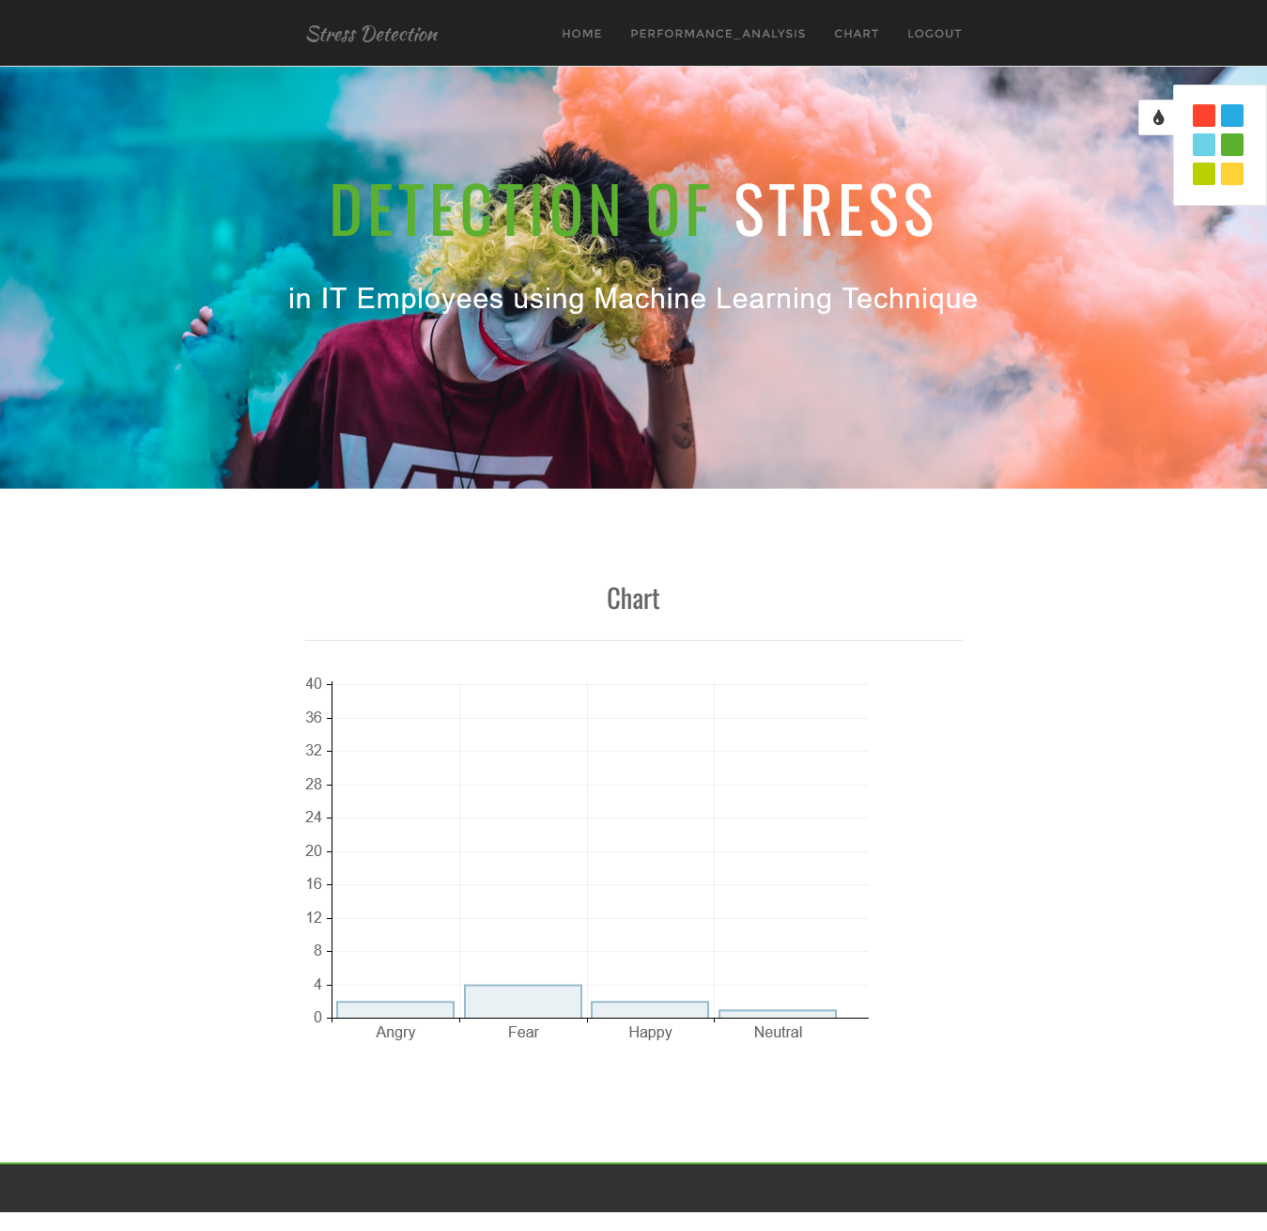 Stress Detection
HOME PERFORMANCE_ANALYSIS CHART LOGOUT
DETECTION OF STRESS
in IT Employees using Machine Learning Technique
VANS
Chart
40
36
32
28
24
20
16
12
8
4
0
Angry Fear Happy Neutral